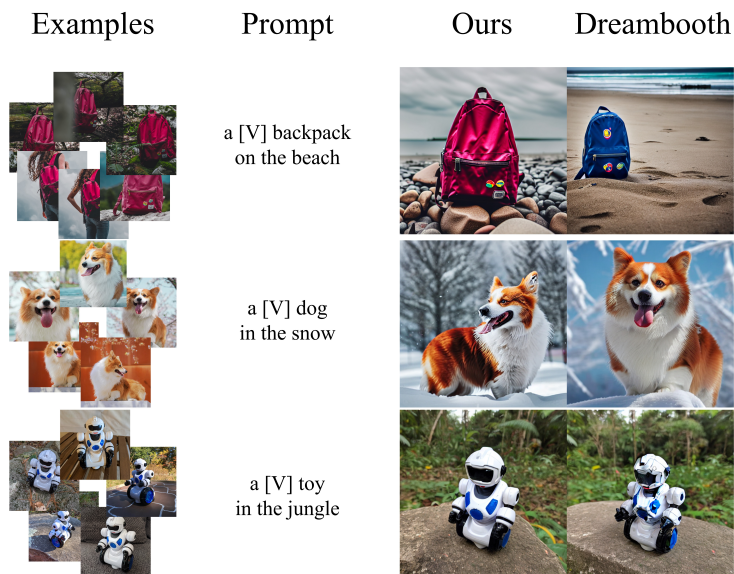 Examples
Prompt
Ours
Dreambooth
a [V] backpack
on the beach
a [V] dog
in the snow
a [V] toy
in the jungle